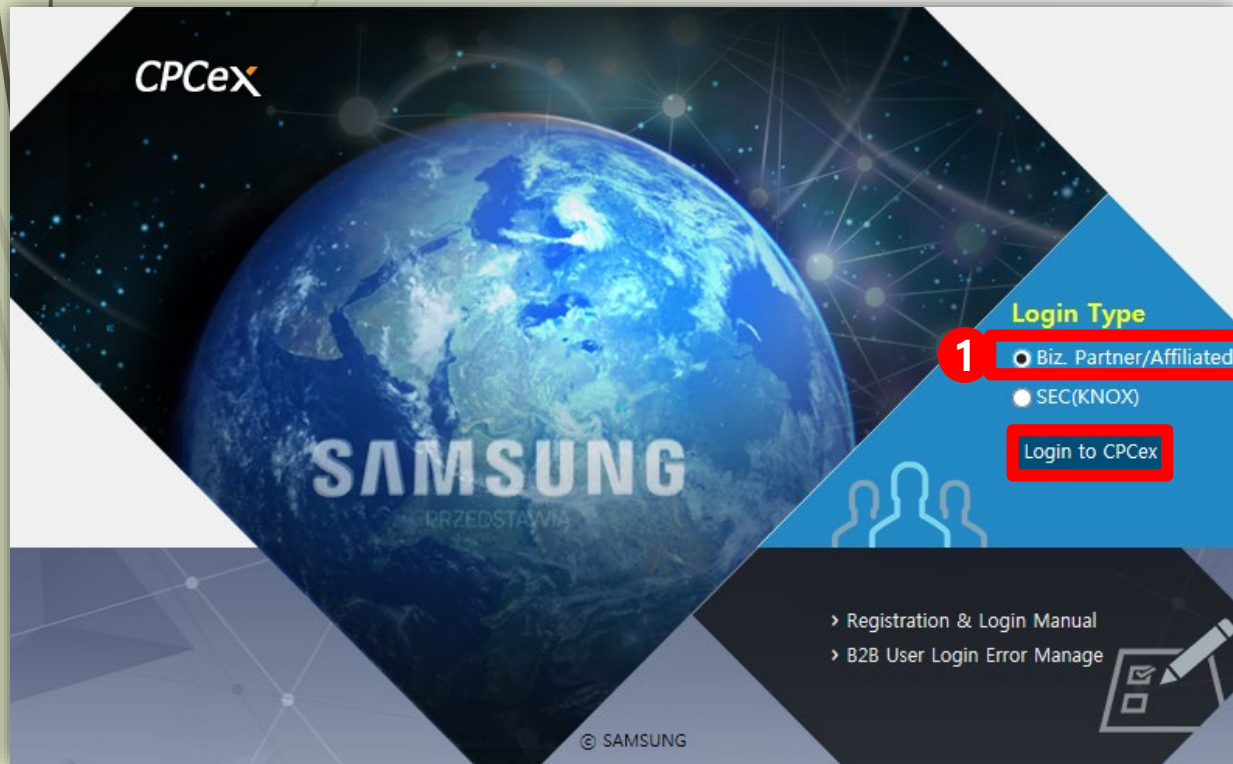 CPCex
Login Type
1
Biz. Partner/Affiliated
SEC(KNOX)
Login to CPCex
SAMSUNG
PRZEDSTAWIA
> Registration & Login Manual
> B2B User Login Error Manage
ⓒ SAMSUNG